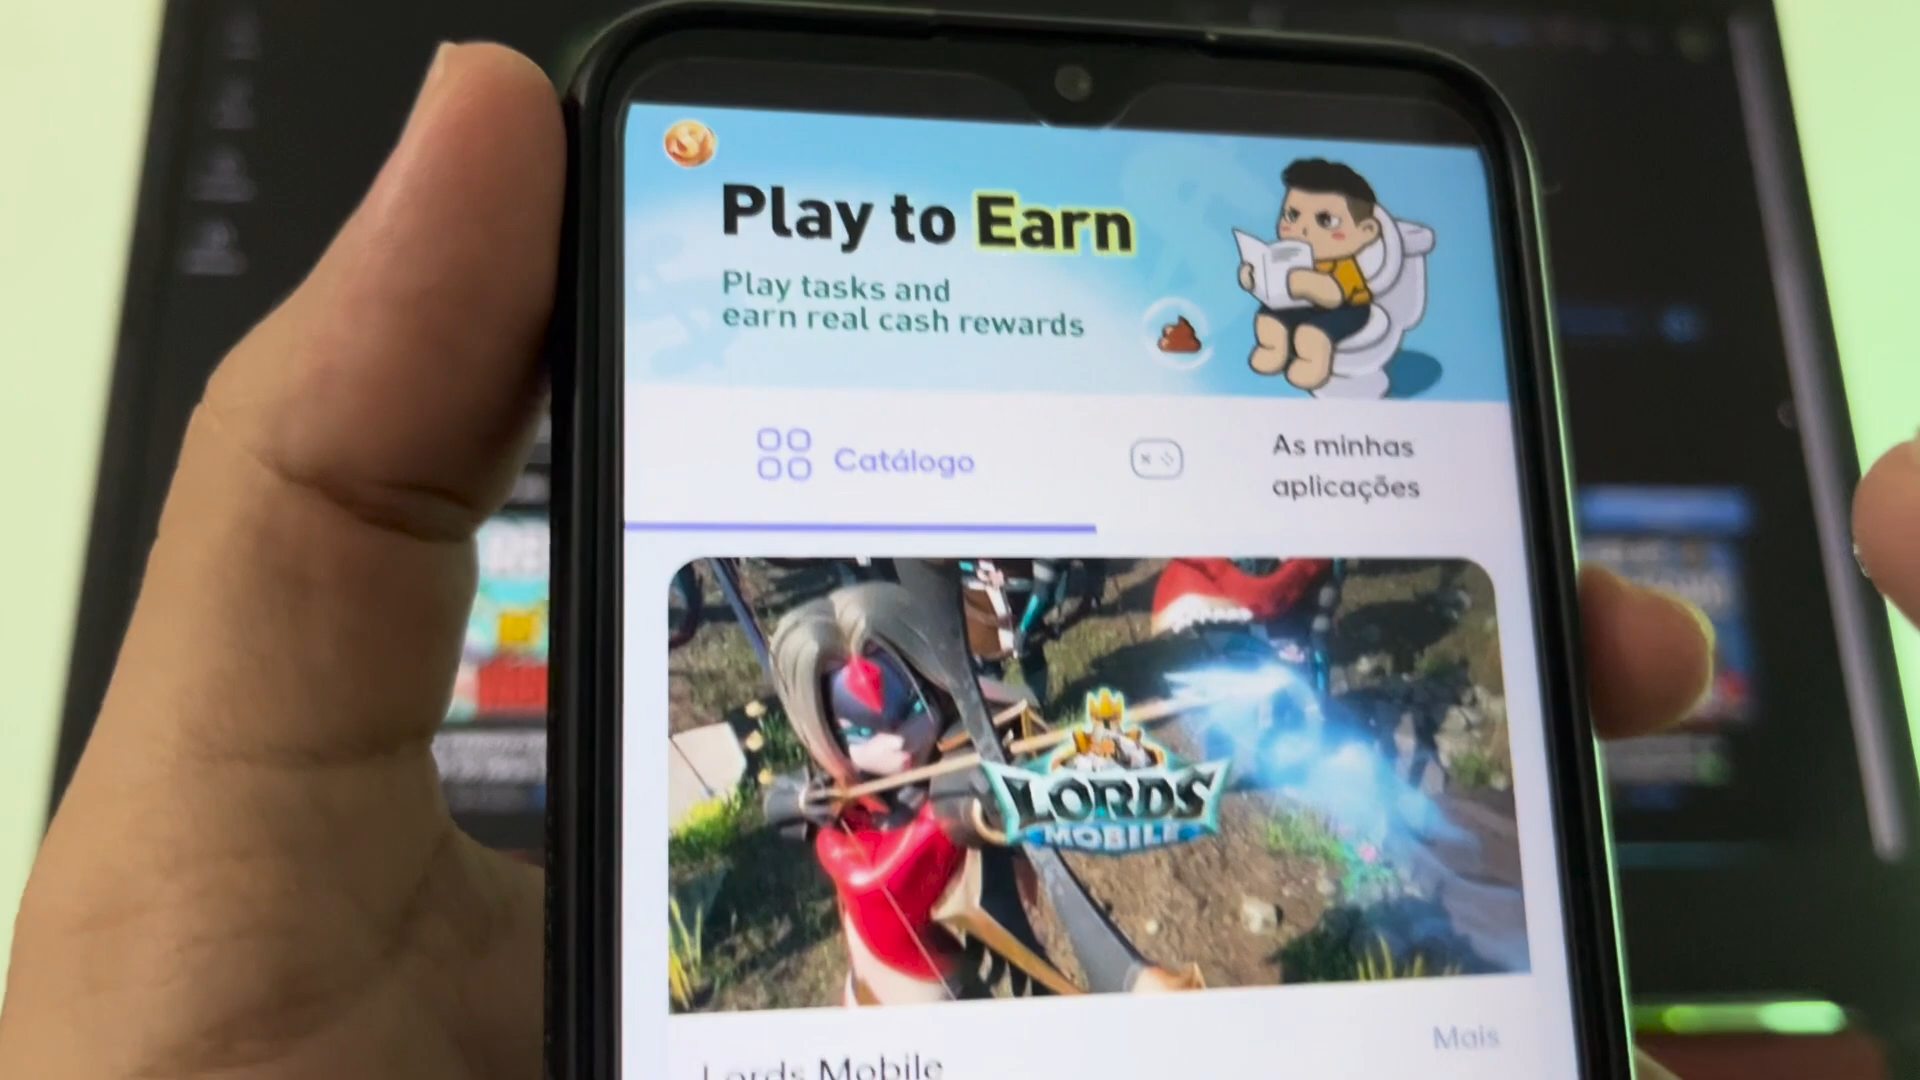 Play to Earn
Play tasks and
earn real cash rewards
Catálogo
As minhas
aplicações
LORDS
MOBILE
Mais
Lords Mobile